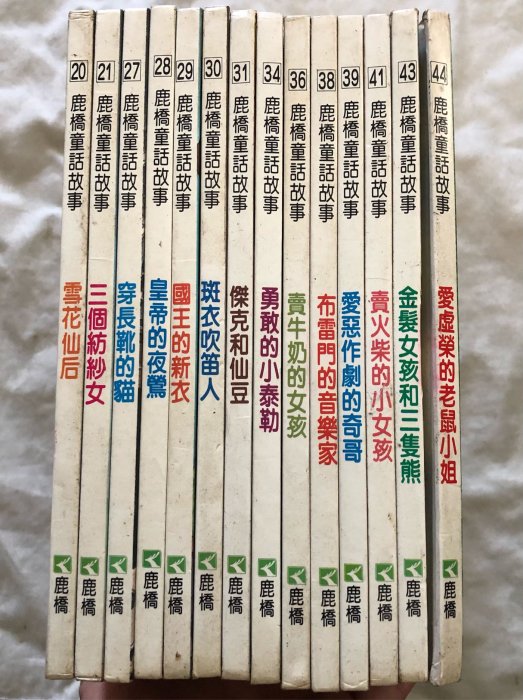 20 鹿橋童話故事 雪花仙后 鹿橋
21 鹿橋童話故事 三個紡紗女 鹿橋
27 鹿橋童話故事 穿長靴的貓 鹿橋
28 鹿橋童話故事 皇帝的夜鶯 鹿橋
29 鹿橋童話故事 國王的新衣 鹿橋
30 鹿橋童話故事 斑衣吹笛人 鹿橋
31 鹿橋童話故事 傑克和仙豆 鹿橋
34 鹿橋童話故事 勇敢的小泰勒 鹿橋
36 鹿橋童話故事 賣牛奶的女孩 鹿橋
38 鹿橋童話故事 布雷門的音樂家 鹿橋
39 鹿橋童話故事 愛惡作劇的奇哥 鹿橋
41 鹿橋童話故事 賣火柴的小女孩 鹿橋
43 鹿橋童話故事 金髮女孩和三隻熊 鹿橋
44 鹿橋童話故事 愛虛榮的老鼠小姐 鹿橋